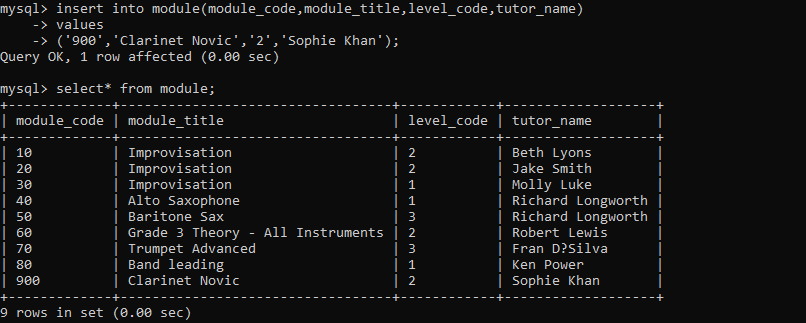 mysql> insert into module(module_code,module_title,level_code,tutor_name)
    -> values
    -> ('900','Clarinet Novic','2','Sophie Khan');
Query OK, 1 row affected (0.00 sec)

mysql> select* from module;
+-------------+----------------------------------+------------+-------------------+
| module_code | module_title                     | level_code | tutor_name        |
+-------------+----------------------------------+------------+-------------------+
| 10          | Improvisation                    | 2          | Beth Lyons        |
| 20          | Improvisation                    | 2          | Jake Smith        |
| 30          | Improvisation                    | 1          | Molly Luke        |
| 40          | Alto Saxophone                   | 1          | Richard Longworth |
| 50          | Baritone Sax                     | 3          | Richard Longworth |
| 60          | Grade 3 Theory - All Instruments | 2          | Robert Lewis      |
| 70          | Trumpet Advanced                 | 3          | Fran D?Silva      |
| 80          | Band leading                     | 1          | Ken Power         |
| 900         | Clarinet Novic                   | 2          | Sophie Khan       |
+-------------+----------------------------------+------------+-------------------+
9 rows in set (0.00 sec)